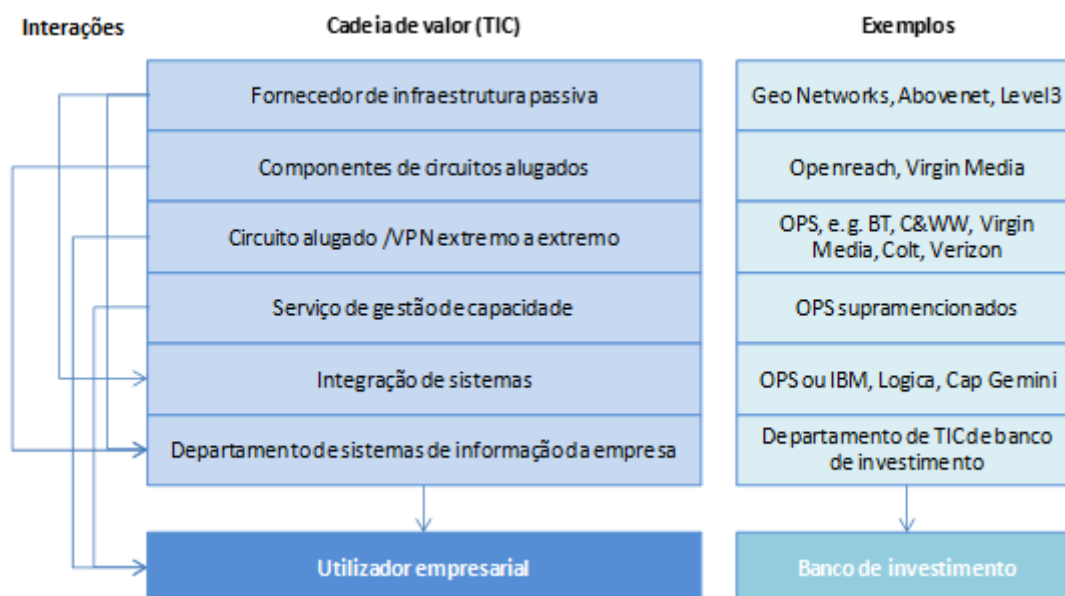 Interações
Cadeia de valor (TIC)
Exemplos
Fornecedor de infraestrutura passiva
Geo Networks, Abovenet, Level3
Componentes de circuitos alugados
Openreach, Virgin Media
Circuito alugado /VPN extremo a extremo
OPS, e. g. BT, C&WW, Virgin
Media, Colt, Verizon
Serviço de gestão de capacidade
OPS supramencionados
Integração de sistemas
OPS ou IBM, Logica, Cap Gemini
Departamento de sistemas de informação da empresa
Departamento de TIC de banco
de investimento
Utilizador empresarial
Banco de investimento